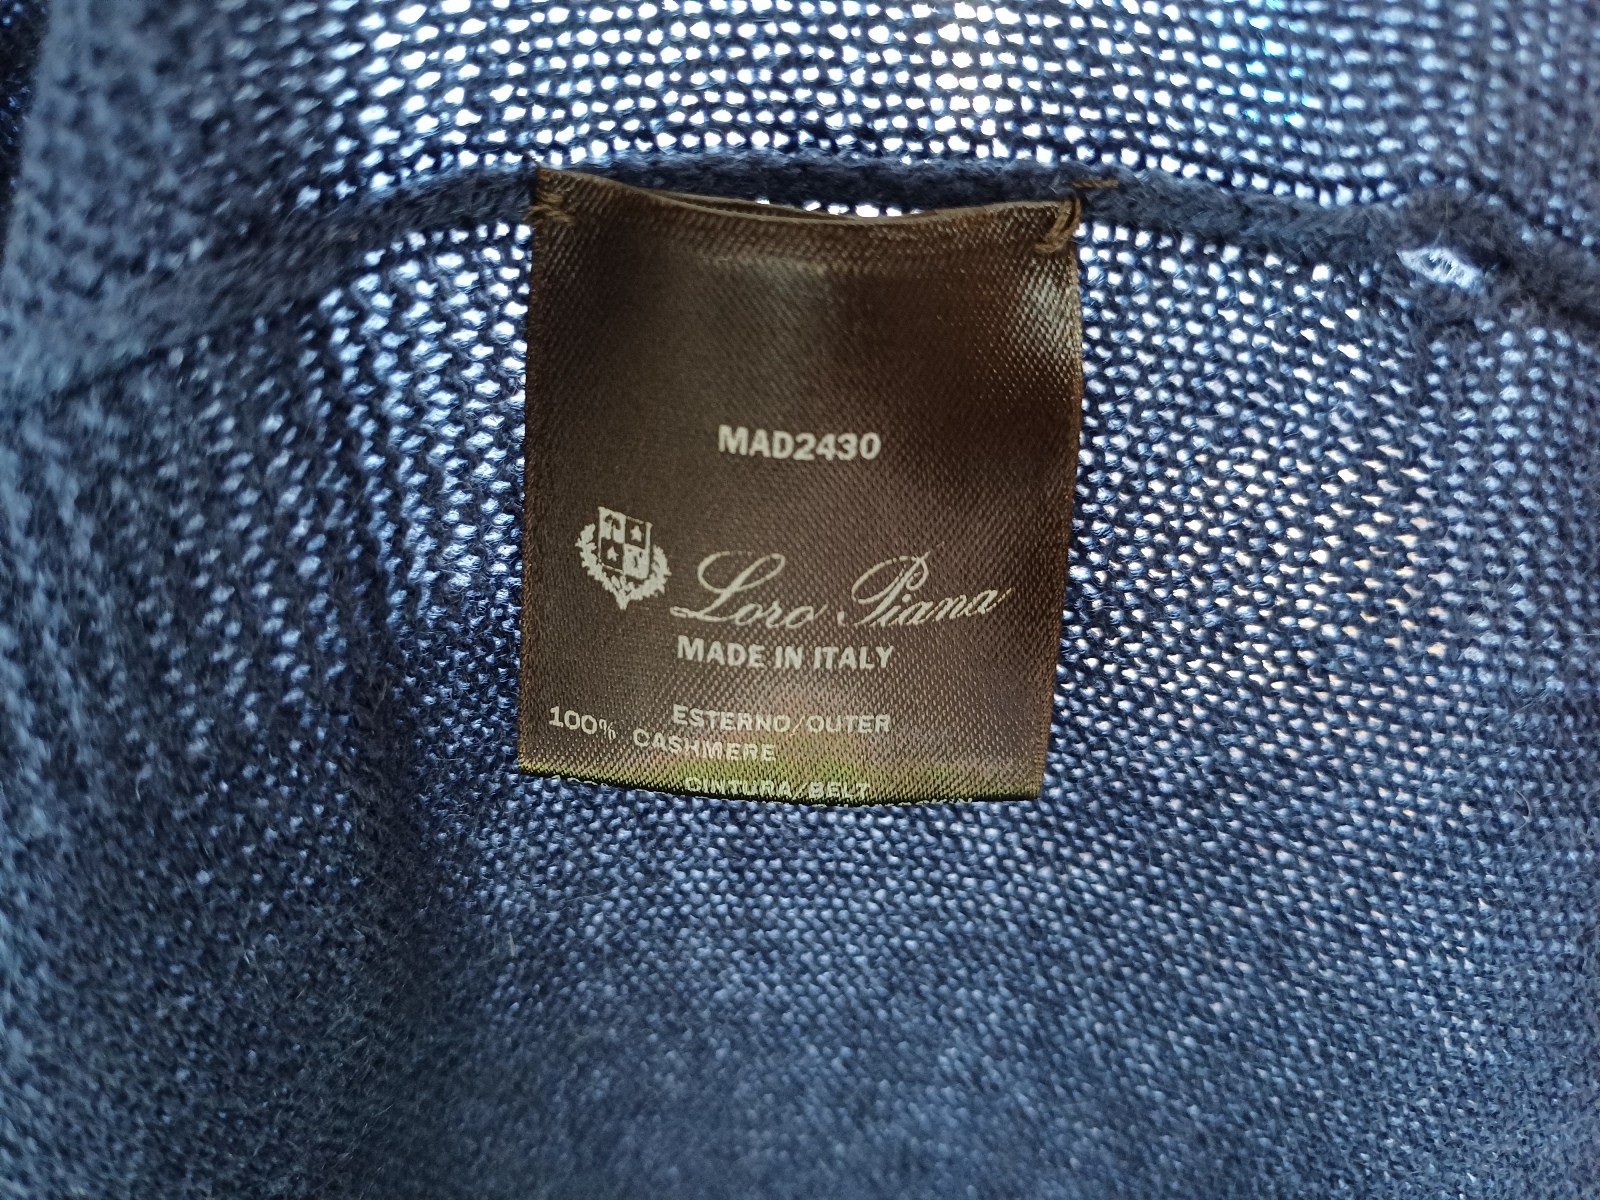 MAD2430
Loro Piana
MADE IN ITALY
ESTERNO/OUTER
100% CASHMERE
CINTURA/BELT